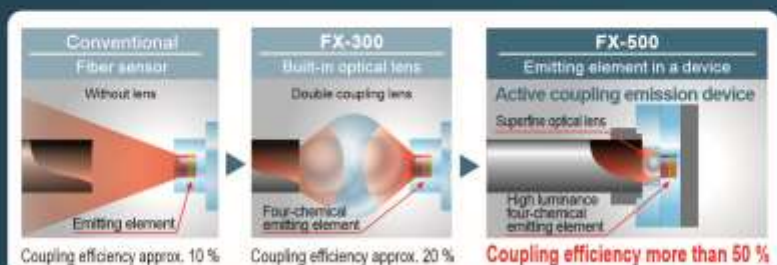 Conventional
Fiber sensor
Without lens
Emitting element
Coupling efficiency approx. 10 %
FX-300
Built-in optical lens
Double coupling lens
Four-chemical
emitting element
Coupling efficiency approx. 20 %
FX-500
Emitting element in a device
Active coupling emission device
Superfine optical lens
High luminance
four-chemical
emitting element
Coupling efficiency more than 50 %